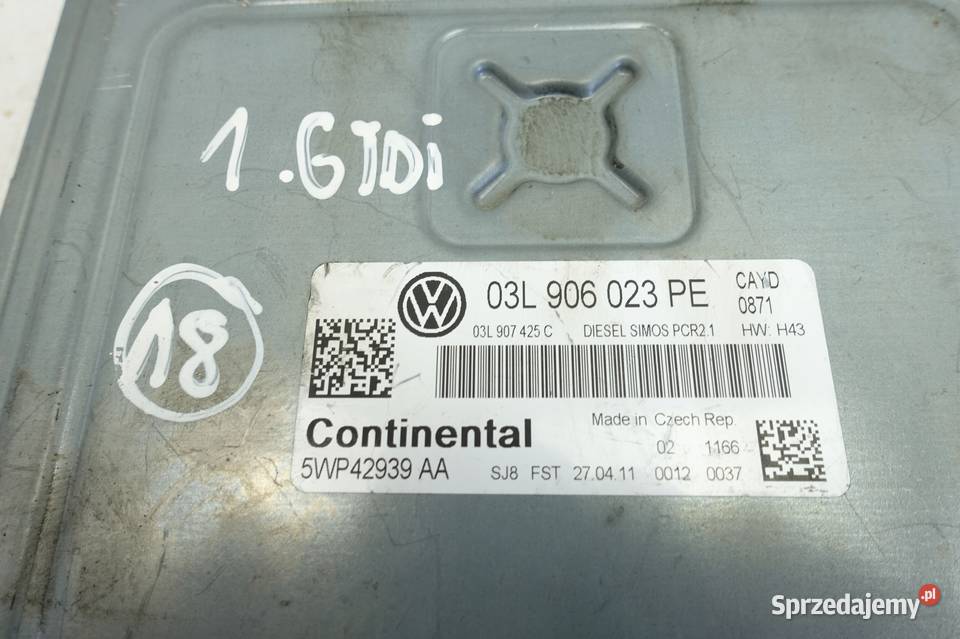 1.6TDi
18
VW
03L 906 023 PE
CAYD
0871
03L 907 425 C DIESEL SIMOS PCR2.1 HW: H43
Continental
Made in Czech Rep.
02 1166
5WP42939 AA
SJ8 FST 27.04.11 0012 0037
Sprzedajemy.pl